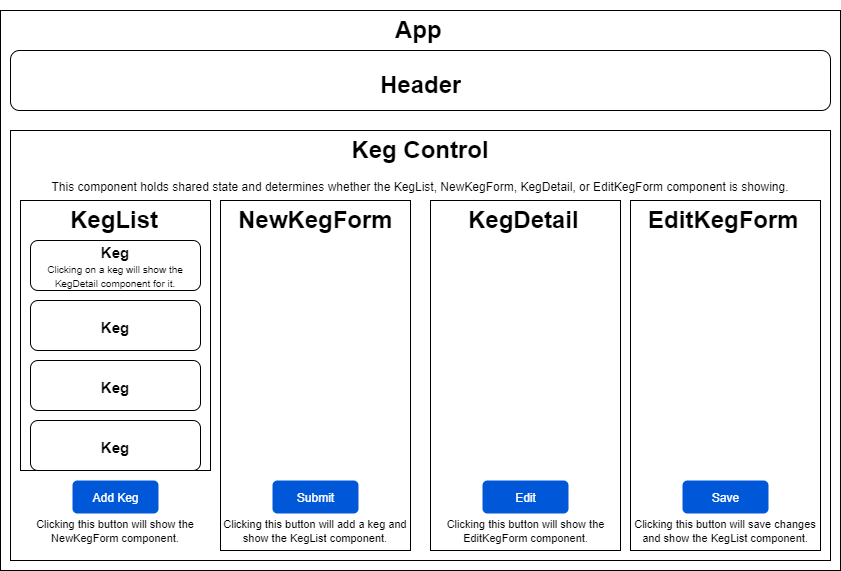 App
Header
Keg Control
This component holds shared state and determines whether the KegList, NewKegForm, KegDetail, or EditKegForm component is showing.
KegList
Keg
Clicking on a keg will show the
KegDetail component for it.
Keg
Keg
Keg
Add Keg
Clicking this button will show the
NewKegForm component.
NewKegForm
Submit
Clicking this button will add a keg and
show the KegList component.
KegDetail
Edit
Clicking this button will show the
EditKegForm component.
EditKegForm
Save
Clicking this button will save changes
and show the KegList component.